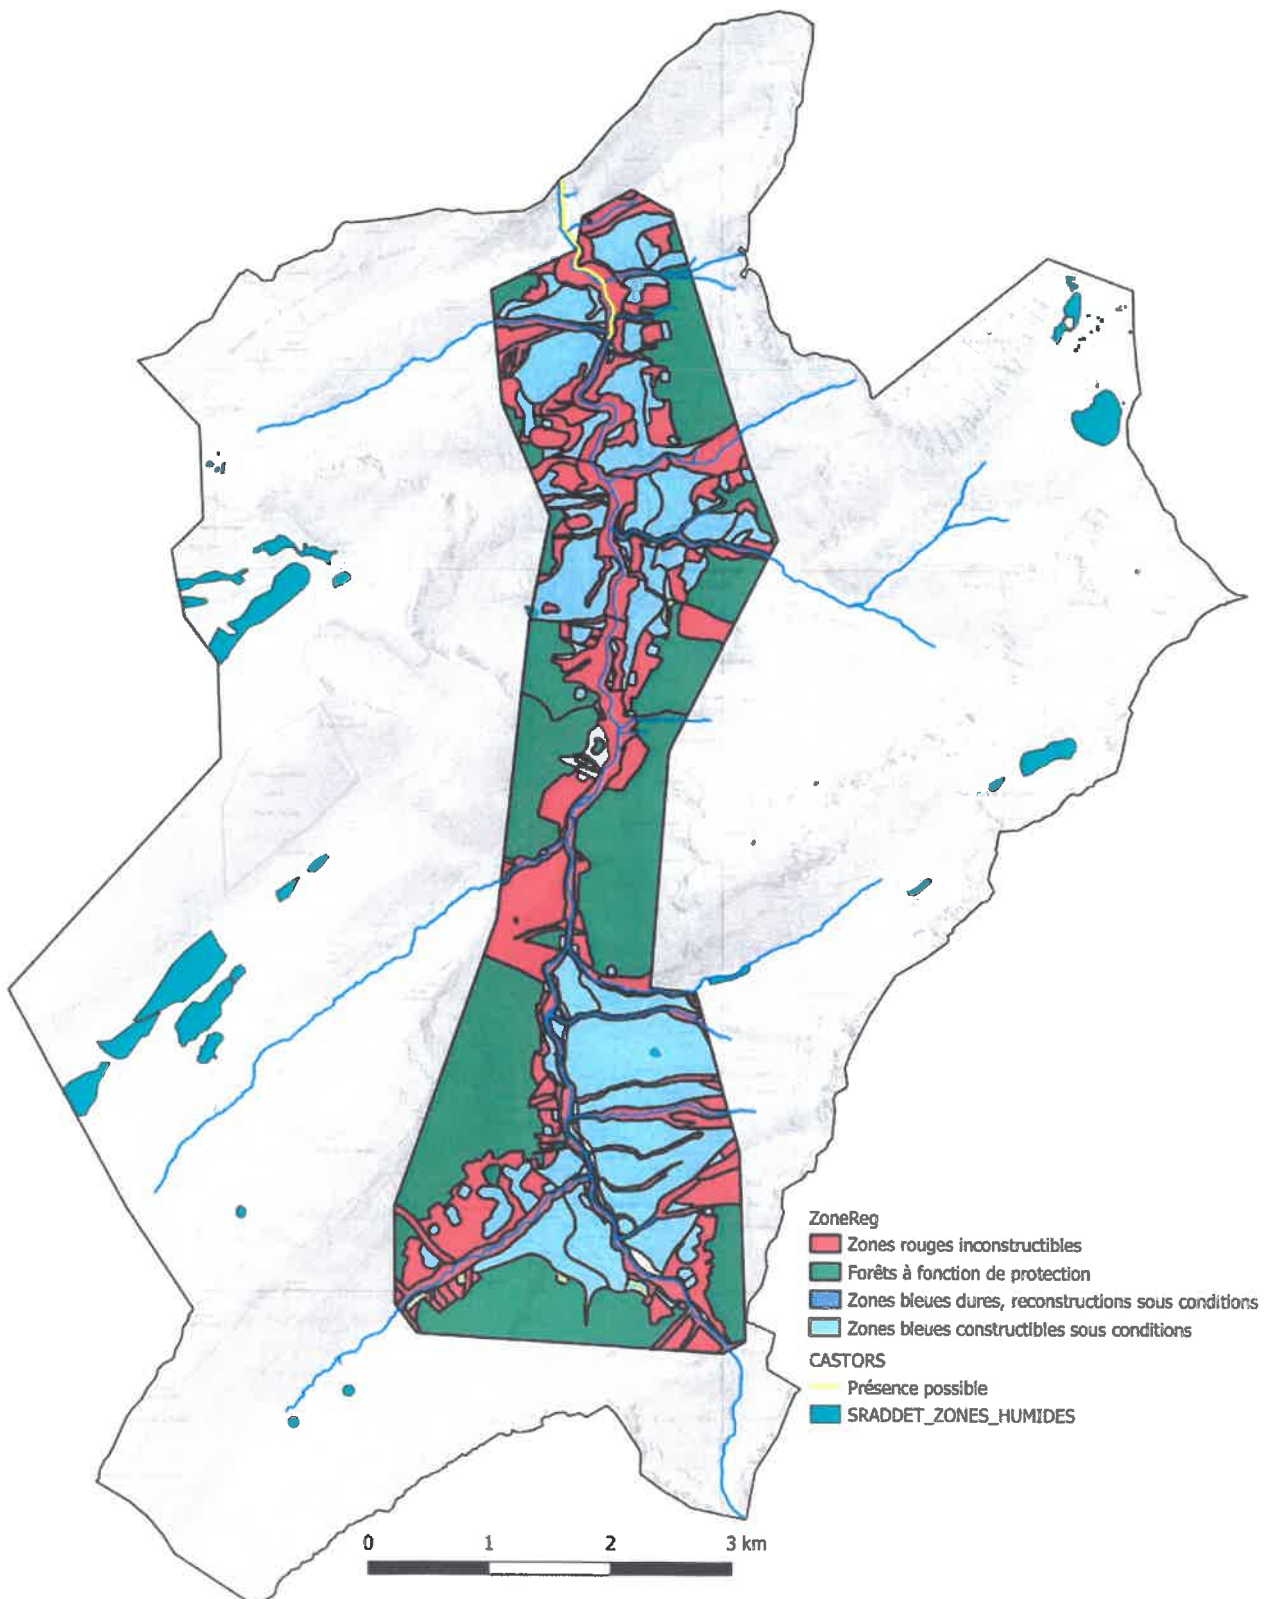 ZoneReg
Zones rouges inconstructibles
Forêts à fonction de protection
Zones bleues dures, reconstructions sous conditions
Zones bleues constructibles sous conditions
CASTORS
Présence possible
SRADDET_ZONES_HUMIDES
0 1 2 3 km